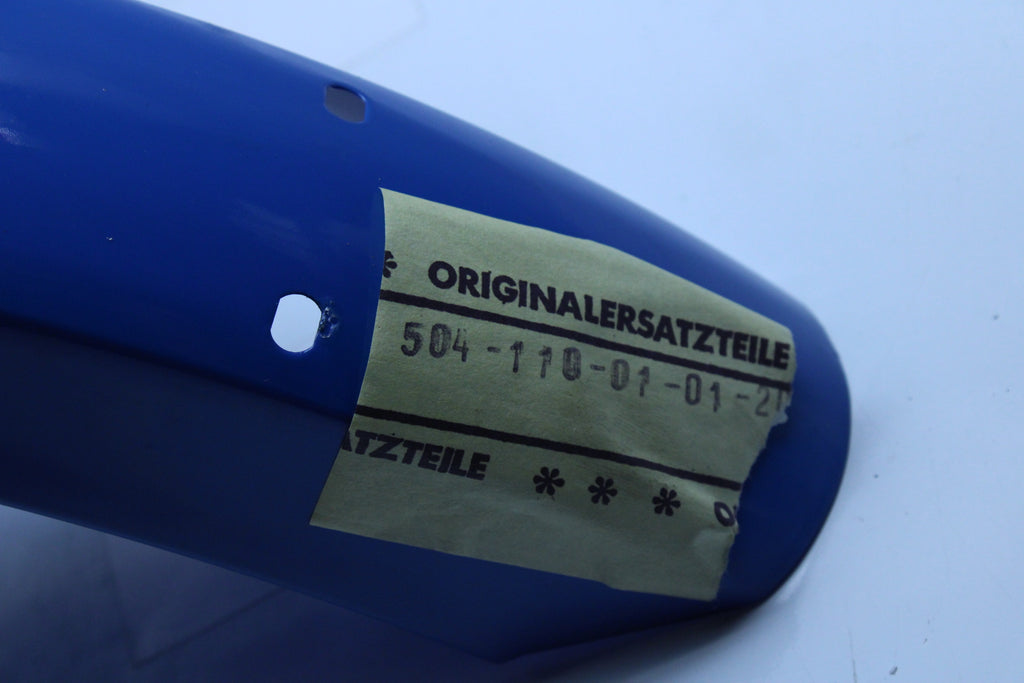 * ORIGINALERSATZTEILE
504-110-01-01-2
ATZTEILE * * * O